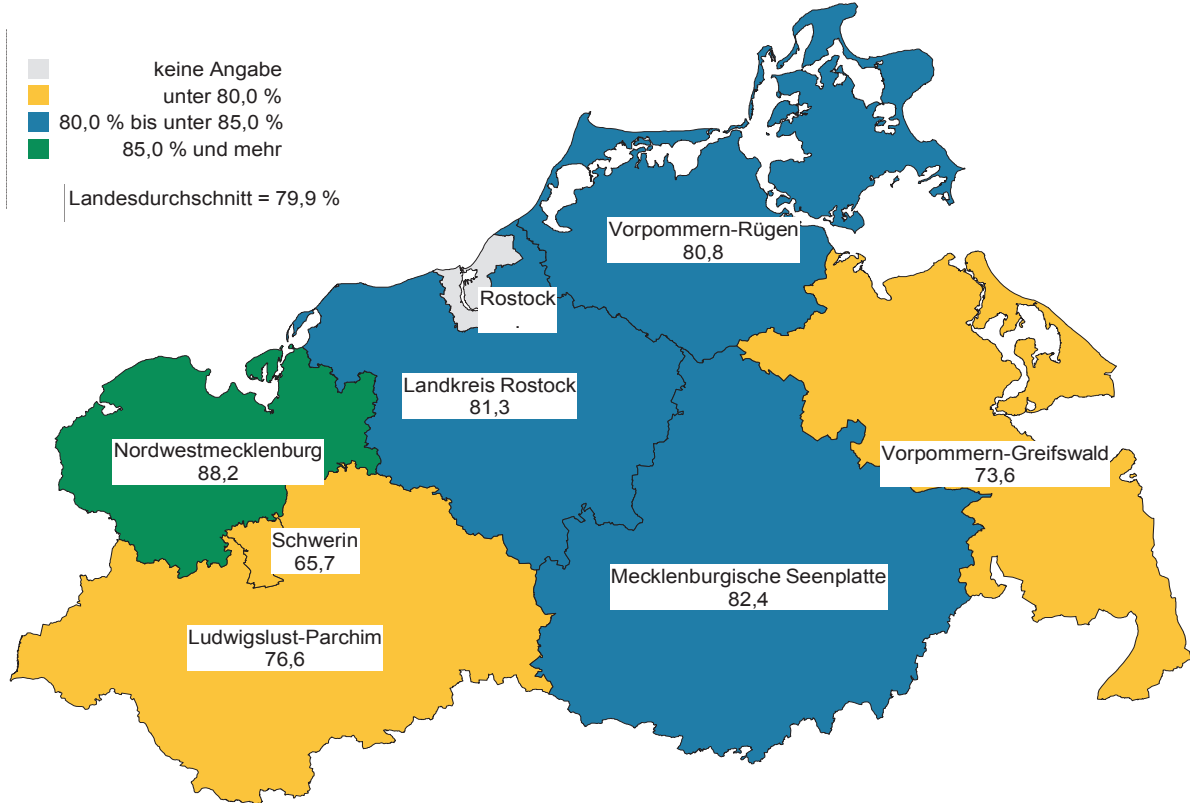 keine Angabe
unter 80,0 %
80,0 % bis unter 85,0 %
85,0 % und mehr
Landesdurchschnitt = 79,9 %
Vorpommern-Rügen
80,8
Rostock
.
Landkreis Rostock
81,3
Nordwestmecklenburg
88,2
Vorpommern-Greifswald
73,6
Schwerin
65,7
Mecklenburgische Seenplatte
82,4
Ludwigslust-Parchim
76,6